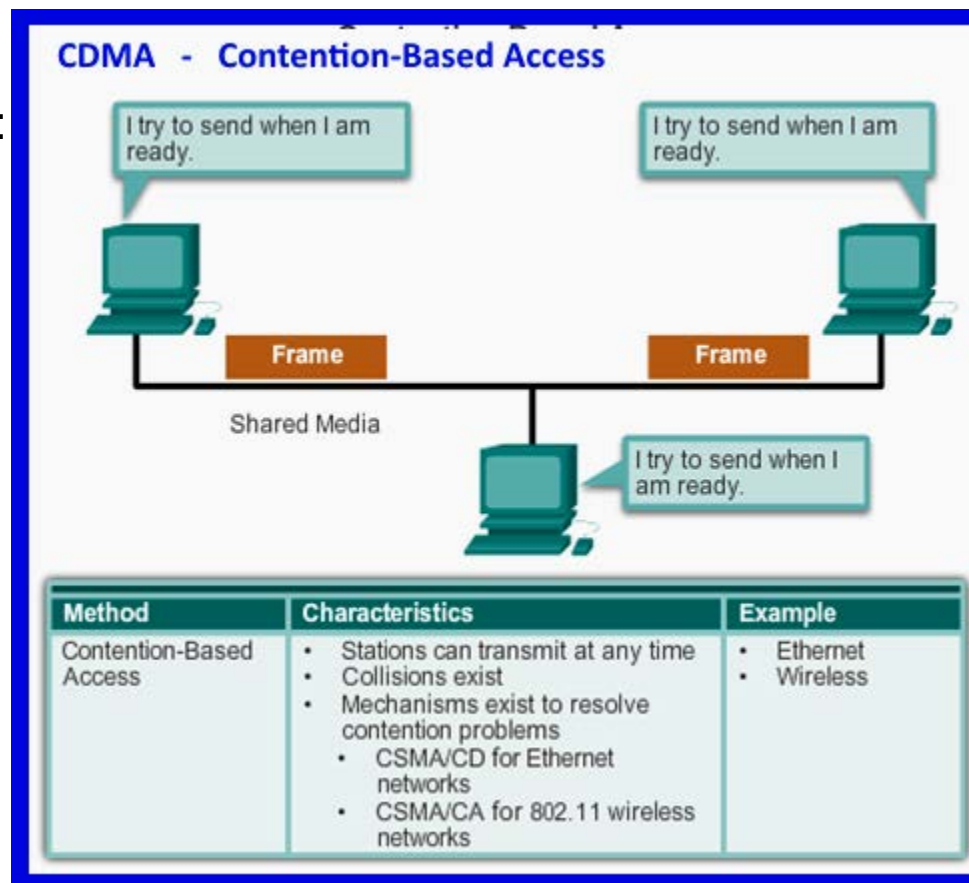 CDMA - Contention-Based Access
:
I try to send when I am
ready.
I try to send when I am
ready.
Frame
Frame
Shared Media
I try to send when I
am ready.
Method
Characteristics
Example
Contention-Based
Access
• Stations can transmit at any time
• Collisions exist
• Mechanisms exist to resolve
contention problems
• CSMA/CD for Ethernet
networks
• CSMA/CA for 802.11 wireless
networks
• Ethernet
• Wireless